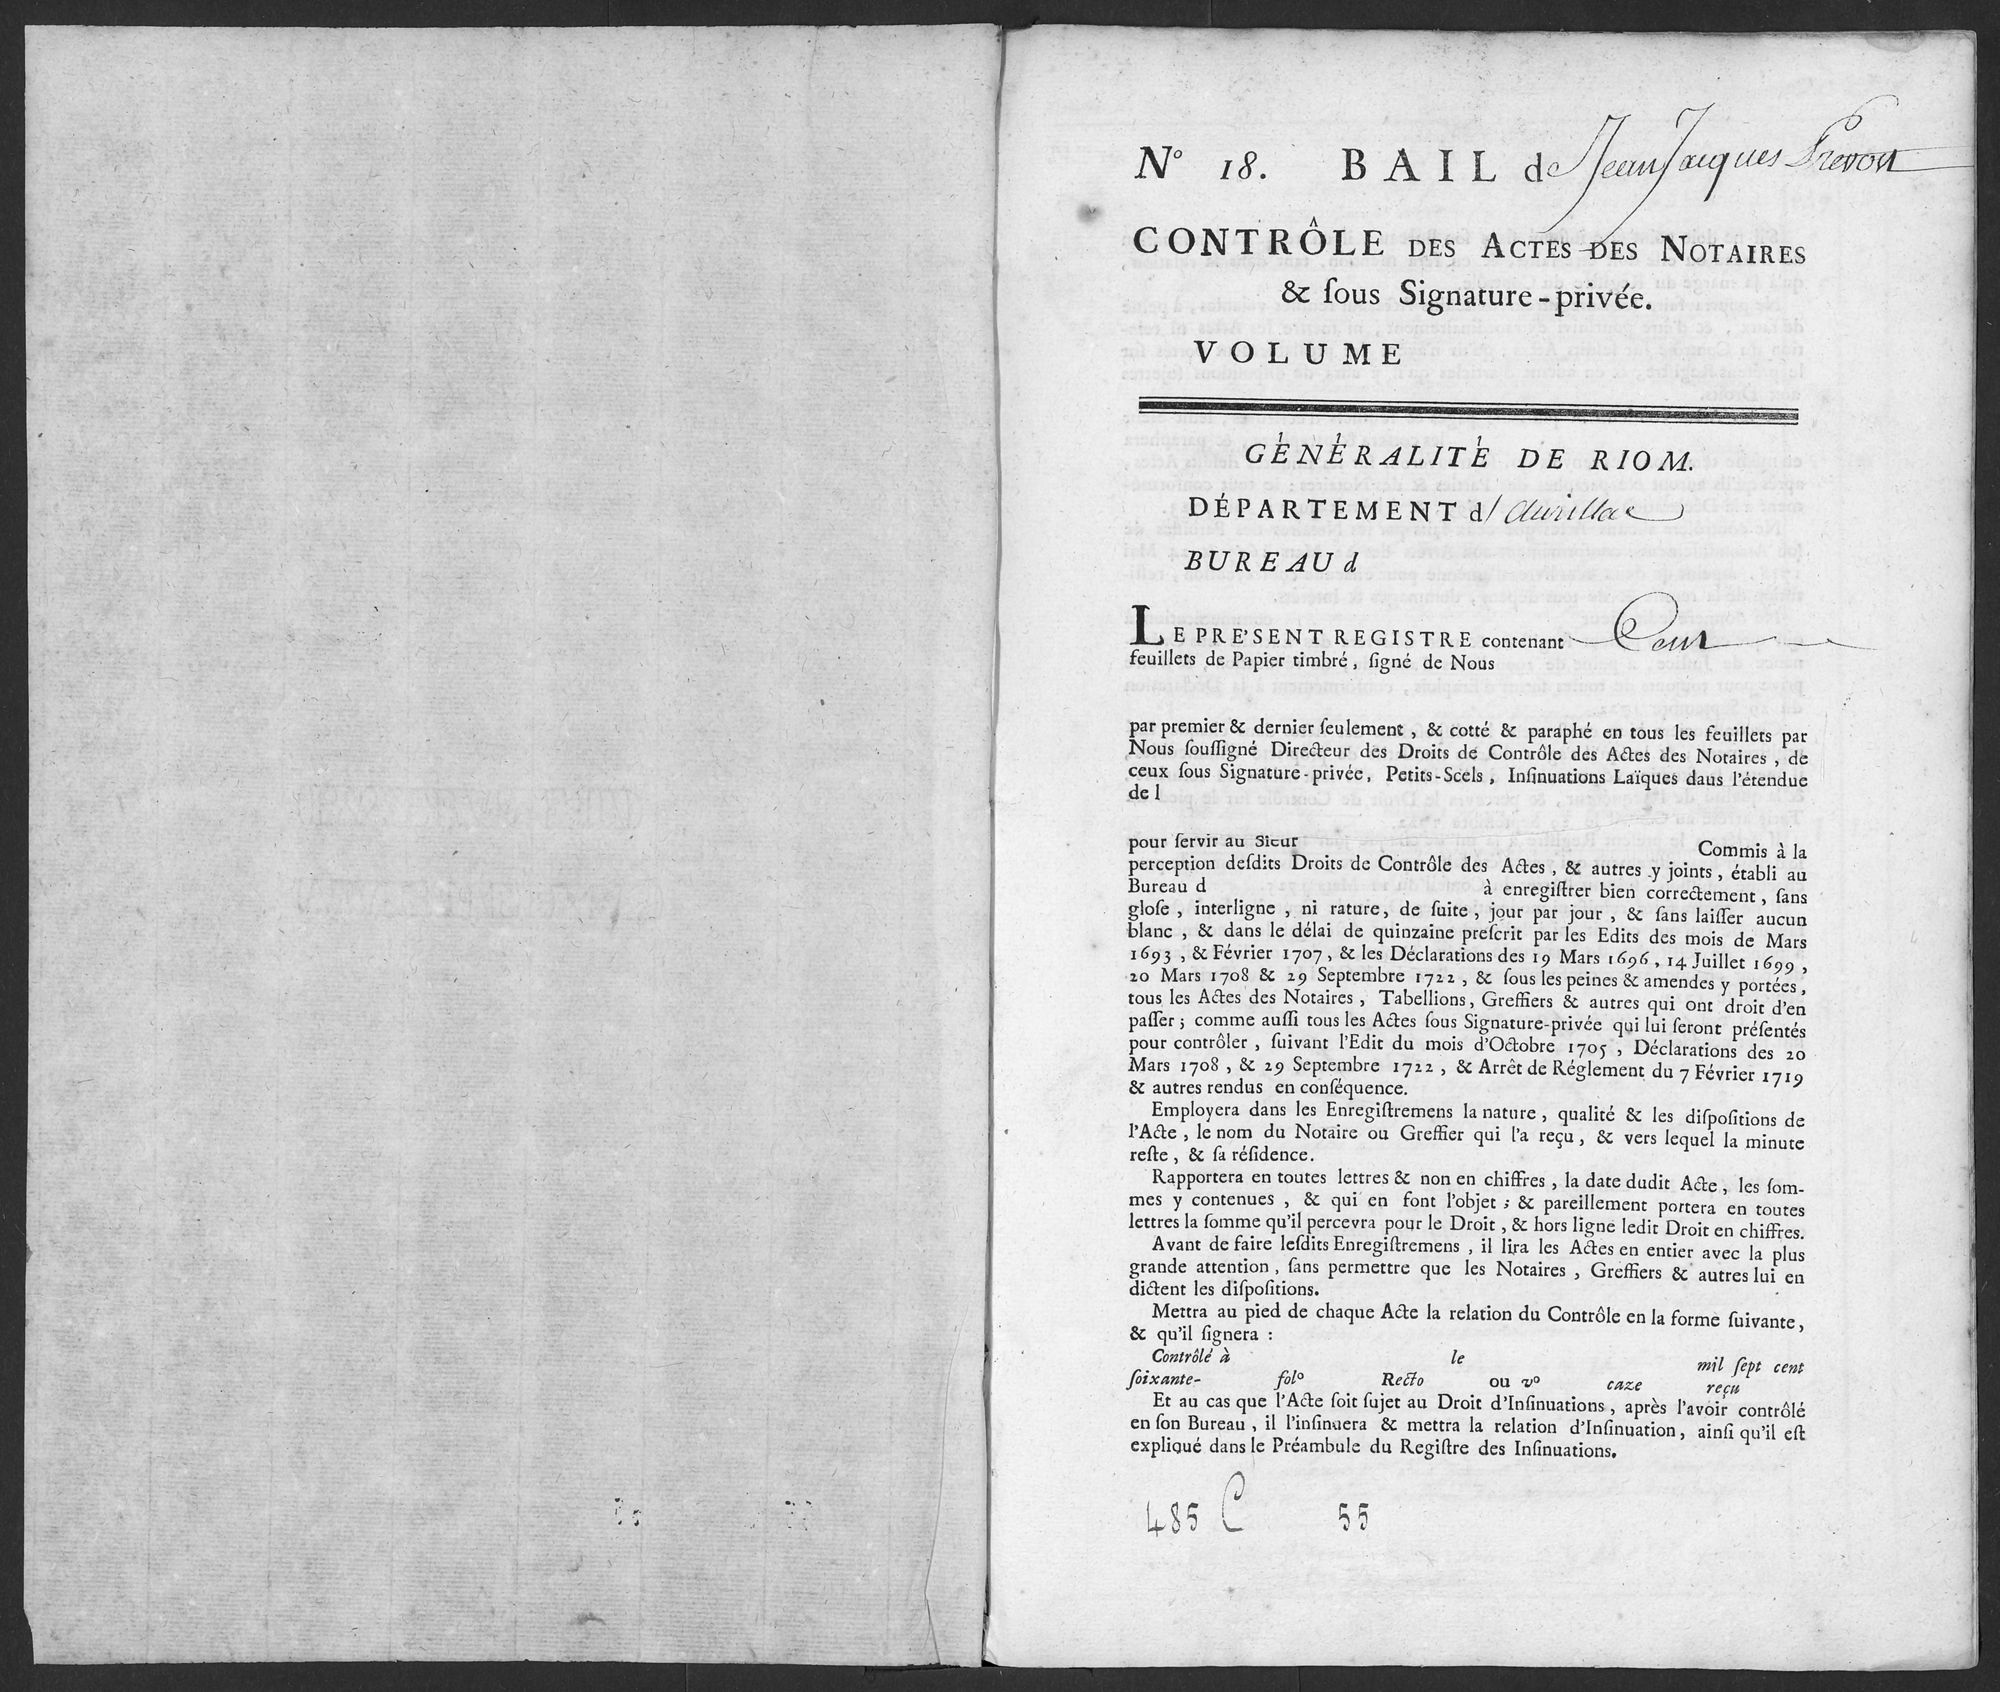 Nº 18. BAIL de Jean Jacques Prevost
CONTRÔLE DES ACTES DES NOTAIRES
& ſous Signature-privée.
VOLUME
GÉNÉRALITÉ DE RIOM.
DÉPARTEMENT d'Aurillac
BUREAU d
LE PRE'SENT REGISTRE contenant Cent
feuillets de Papier timbré, ſigné de Nous
par premier & dernier ſeulement, & cotté & paraphé en tous les feuillets par
Nous ſouſſigné Directeur des Droits de Contrôle des Actes des Notaires, de
ceux ſous Signature-privée, Petits-Scels, Inſinuations Laïques daus l'étendue
de l
pour ſervir au Sieur Commis à la
perception deſdits Droits de Contrôle des Actes, & autres y joints, établi au
Bureau d à enregiſtrer bien correctement, ſans
gloſe, interligne, ni rature, de ſuite, jour par jour, & ſans laiſſer aucun
blanc, & dans le délai de quinzaine preſcrit par les Edits des mois de Mars
1693, & Février 1707, & les Déclarations des 19 Mars 1696, 14 Juillet 1699,
20 Mars 1708 & 29 Septembre 1722, & ſous les peines & amendes y portées,
tous les Actes des Notaires, Tabellions, Greffiers & autres qui ont droit d'en
paſſer; comme auſſi tous les Actes ſous Signature-privée qui lui ſeront préſentés
pour contrôler, ſuivant l'Edit du mois d'Octobre 1705, Déclarations des 20
Mars 1708, & 29 Septembre 1722, & Arrêt de Réglement du 7 Février 1719
& autres rendus en conſéquence.
Employera dans les Enregiſtremens la nature, qualité & les diſpoſitions de
l'Acte, le nom du Notaire ou Greffier qui l'a reçu, & vers lequel la minute
reſte, & ſa réſidence.
Rapportera en toutes lettres & non en chiffres, la date dudit Acte, les ſom-
mes y contenues, & qui en font l'objet; & pareillement portera en toutes
lettres la ſomme qu'il percevra pour le Droit, & hors ligne ledit Droit en chiffres.
Avant de faire leſdits Enregiſtremens, il lira les Actes en entier avec la plus
grande attention, ſans permettre que les Notaires, Greffiers & autres lui en
dictent les diſpoſitions.
Mettra au pied de chaque Acte la relation du Contrôle en la forme ſuivante,
& qu'il ſignera :
Contrôlé à le mil ſept cent
ſoixante- folº Recto ou vº caze reçu
Et au cas que l'Acte ſoit ſujet au Droit d'Inſinuations, après l'avoir contrôlé
en ſon Bureau, il l'inſinuera & mettra la relation d'Inſinuation, ainſi qu'il eſt
expliqué dans le Préambule du Regiſtre des Inſinuations.
485 C 55